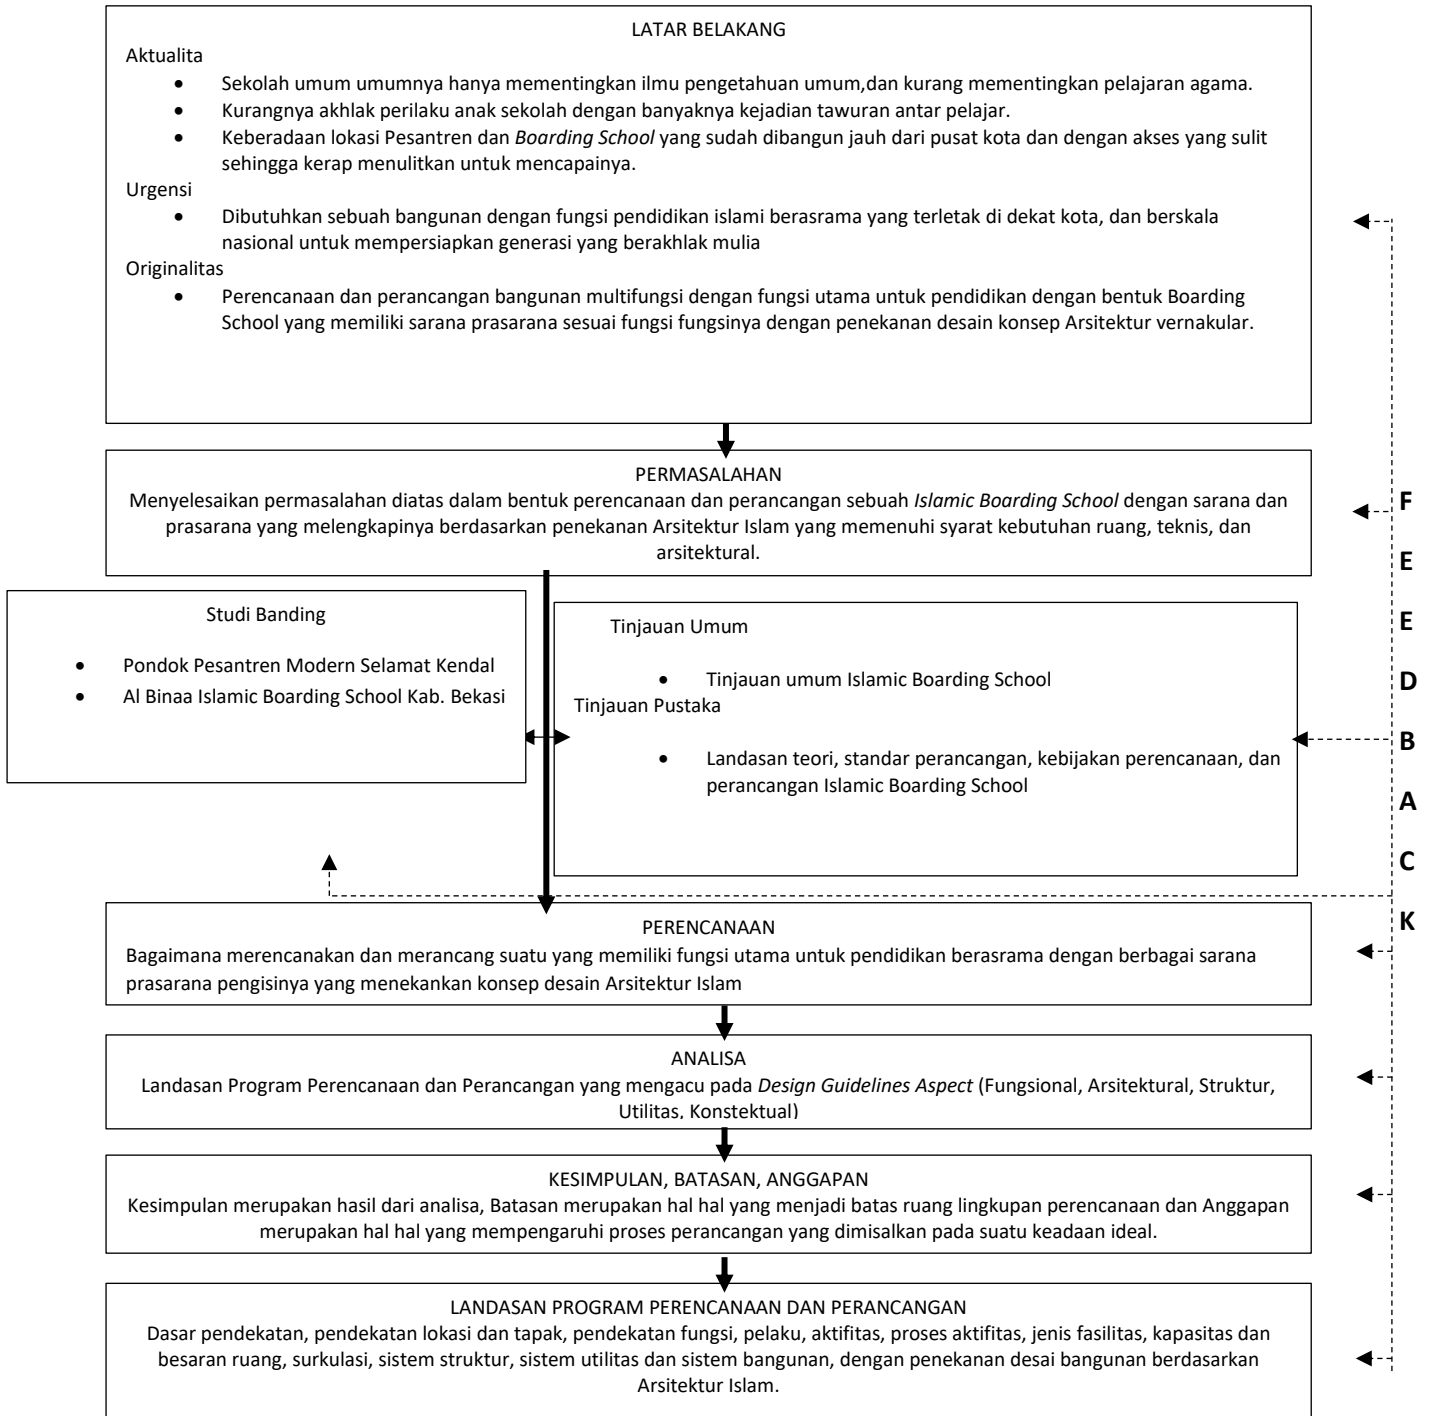 LATAR BELAKANG
Aktualita
• Sekolah umum umumnya hanya mementingkan ilmu pengetahuan umum,dan kurang mementingkan pelajaran agama.
• Kurangnya akhlak perilaku anak sekolah dengan banyaknya kejadian tawuran antar pelajar.
• Keberadaan lokasi Pesantren dan Boarding School yang sudah dibangun jauh dari pusat kota dan dengan akses yang sulit
sehingga kerap menulitkan untuk mencapainya.
Urgensi
• Dibutuhkan sebuah bangunan dengan fungsi pendidikan islami berasrama yang terletak di dekat kota, dan berskala
nasional untuk mempersiapkan generasi yang berakhlak mulia
Originalitas
• Perencanaan dan perancangan bangunan multifungsi dengan fungsi utama untuk pendidikan dengan bentuk Boarding
School yang memiliki sarana prasarana sesuai fungsi fungsinya dengan penekanan desain konsep Arsitektur vernakular.
PERMASALAHAN
Menyelesaikan permasalahan diatas dalam bentuk perencanaan dan perancangan sebuah Islamic Boarding School dengan sarana dan
prasarana yang melengkapinya berdasarkan penekanan Arsitektur Islam yang memenuhi syarat kebutuhan ruang, teknis, dan
arsitektural.
Studi Banding
• Pondok Pesantren Modern Selamat Kendal
• Al Binaa Islamic Boarding School Kab. Bekasi
Tinjauan Umum
• Tinjauan umum Islamic Boarding School
Tinjauan Pustaka
• Landasan teori, standar perancangan, kebijakan perencanaan, dan
perancangan Islamic Boarding School
PERENCANAAN
Bagaimana merencanakan dan merancang suatu yang memiliki fungsi utama untuk pendidikan berasrama dengan berbagai sarana
prasarana pengisinya yang menekankan konsep desain Arsitektur Islam
ANALISA
Landasan Program Perencanaan dan Perancangan yang mengacu pada Design Guidelines Aspect (Fungsional, Arsitektural, Struktur,
Utilitas, Konstektual)
KESIMPULAN, BATASAN, ANGGAPAN
Kesimpulan merupakan hasil dari analisa, Batasan merupakan hal hal yang menjadi batas ruang lingkupan perencanaan dan Anggapan
merupakan hal hal yang mempengaruhi proses perancangan yang dimisalkan pada suatu keadaan ideal.
LANDASAN PROGRAM PERENCANAAN DAN PERANCANGAN
Dasar pendekatan, pendekatan lokasi dan tapak, pendekatan fungsi, pelaku, aktifitas, proses aktifitas, jenis fasilitas, kapasitas dan
besaran ruang, surkulasi, sistem struktur, sistem utilitas dan sistem bangunan, dengan penekanan desai bangunan berdasarkan
Arsitektur Islam.
F
E
E
D
B
A
C
K